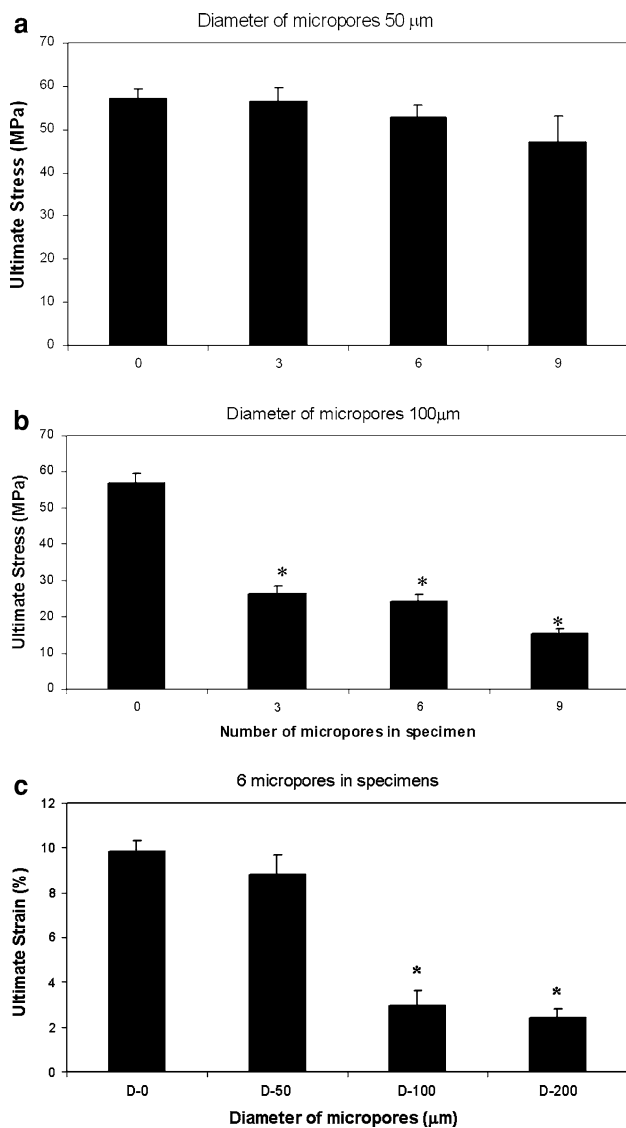 a
Diameter of micropores 50 µm
Ultimate Stress (MPa)
70
60
50
40
30
20
10
0
0 3 6 9
b
Diameter of micropores 100µm
Ultimate Stress (MPa)
70
60
50
40
30
20
10
0
* * *
0 3 6 9
Number of micropores in specimen
c
6 micropores in specimens
Ultimate Strain (%)
12
10
8
6
4
2
0
* *
D-0 D-50 D-100 D-200
Diameter of micropores (µm)